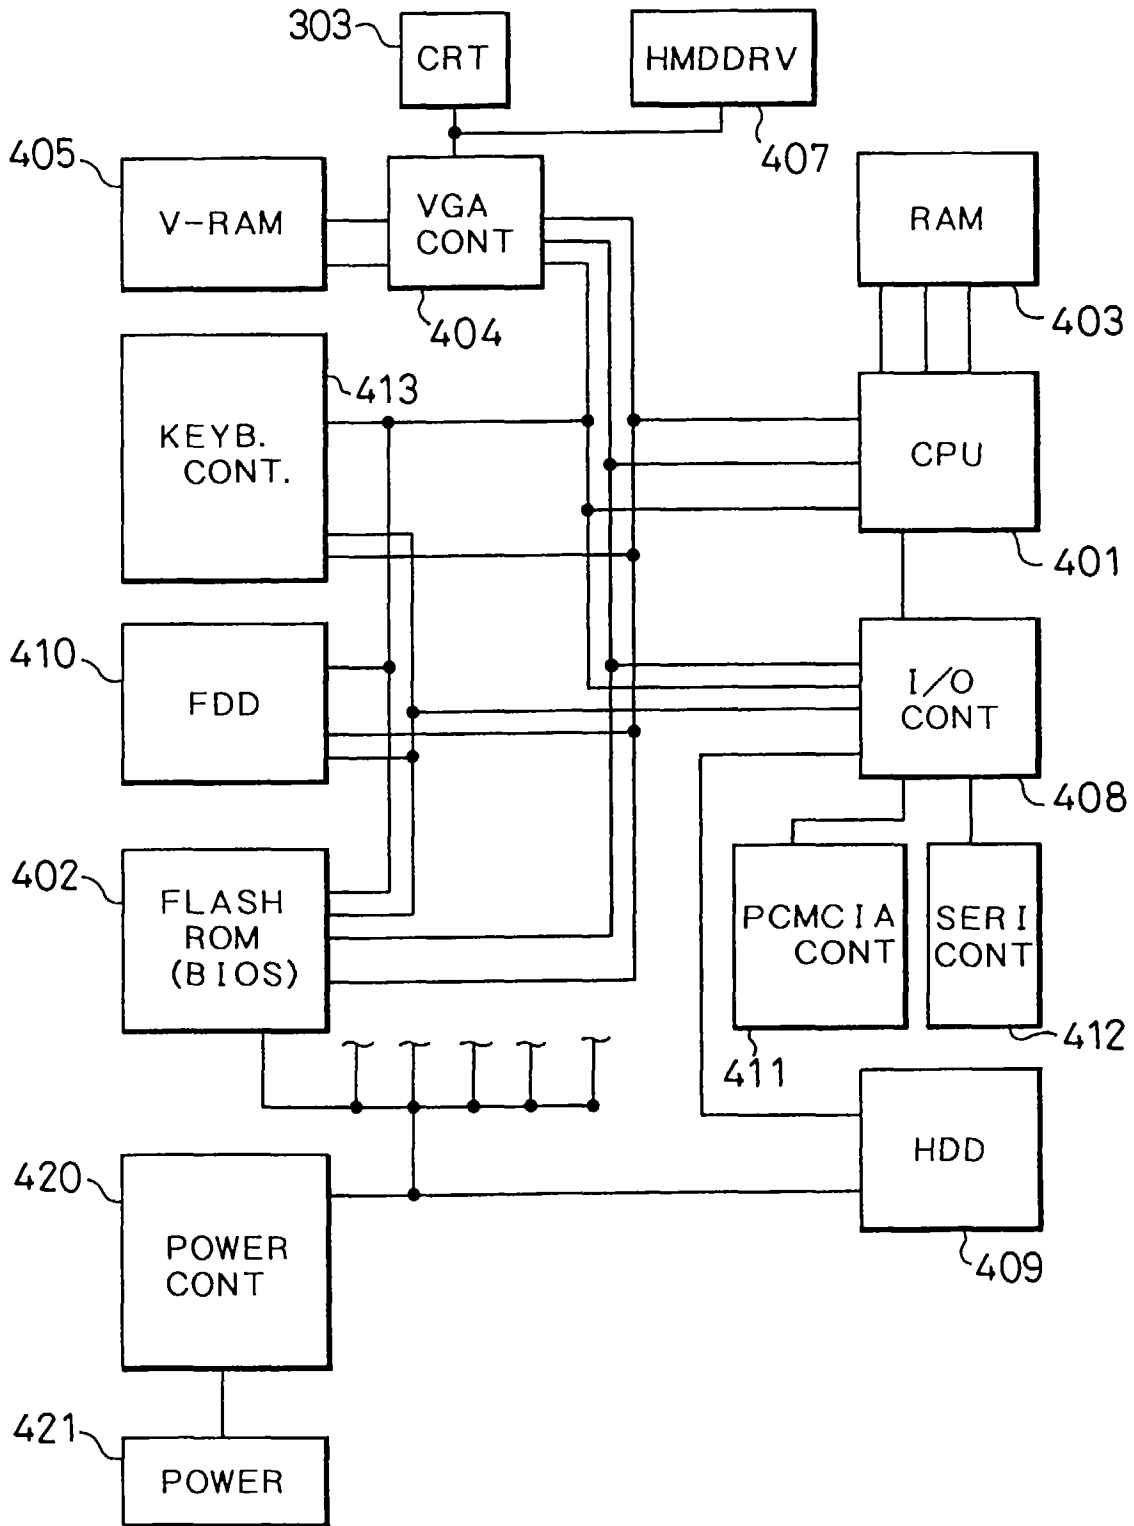 303
CRT
HMDDRV
407
405
V-RAM
VGA
CONT
404
RAM
403
413
KEYB.
CONT.
CPU
401
410
FDD
I/O
CONT
408
402
FLASH
ROM
(BIOS)
PCMCIA
CONT
411
SERI
CONT
412
HDD
409
420
POWER
CONT
421
POWER